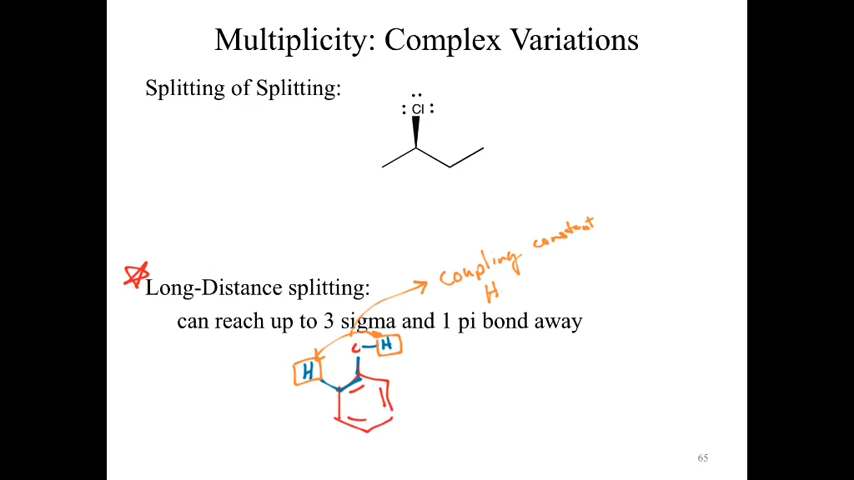 Multiplicity: Complex Variations
Splitting of Splitting:
:Cl:
coupling constant
H
Long-Distance splitting:
can reach up to 3 sigma and 1 pi bond away
C-H
H
65